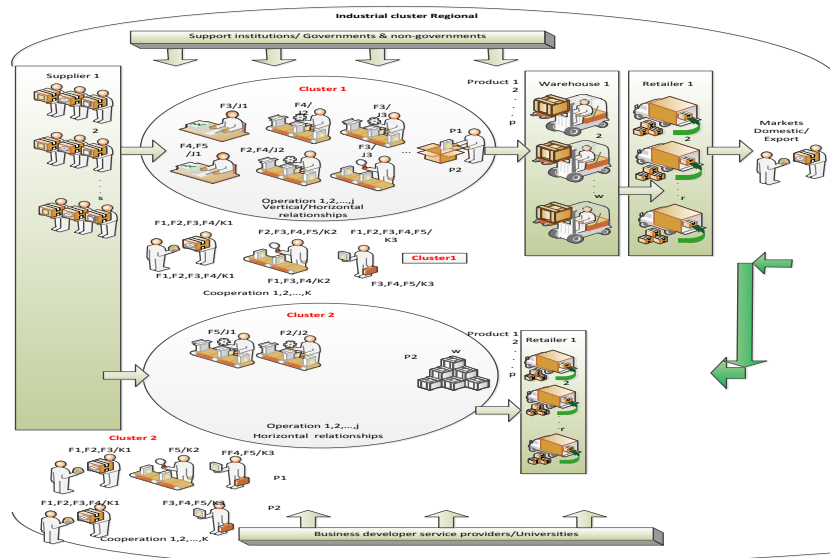 Industrial cluster Regional
Support institutions/ Governments & non-governments
Supplier 1
2
.
.
.
s
Cluster 1
F3/J1
F4/
J2
F3/
J3
F4,F5
/J1
F2,F4/J2
F3/
J3
...
P1
P2
Operation 1,2,...,j
Vertical/Horizontal
relationships
Product 1
2
.
.
.
p
Warehouse 1
2
.
.
.
w
Retailer 1
2
.
.
.
r
Markets
Domestic/
Export
F1,F2,F3,F4/K1
F2,F3,F4,F5/K2
F1,F2,F3,F4,F5/
K3
Cluster1
F1,F2,F3,F4/K1
F1,F3,F4/K2
F3,F4,F5/K3
Cooperation 1,2,...,K
Cluster 2
F5/J1
F2/J2
P2
w
Operation 1,2,...,j
Horizontal relationships
Product 1
2
.
.
.
p
Retailer 1
2
.
.
r
Cluster 2
F1,F2,F3/K1
F5/K2
FF4,F5/K3
P1
F1,F2,F3,F4/K1
F3,F4,F5/K3
P2
Cooperation 1,2,...,K
Business developer service providers/Universities